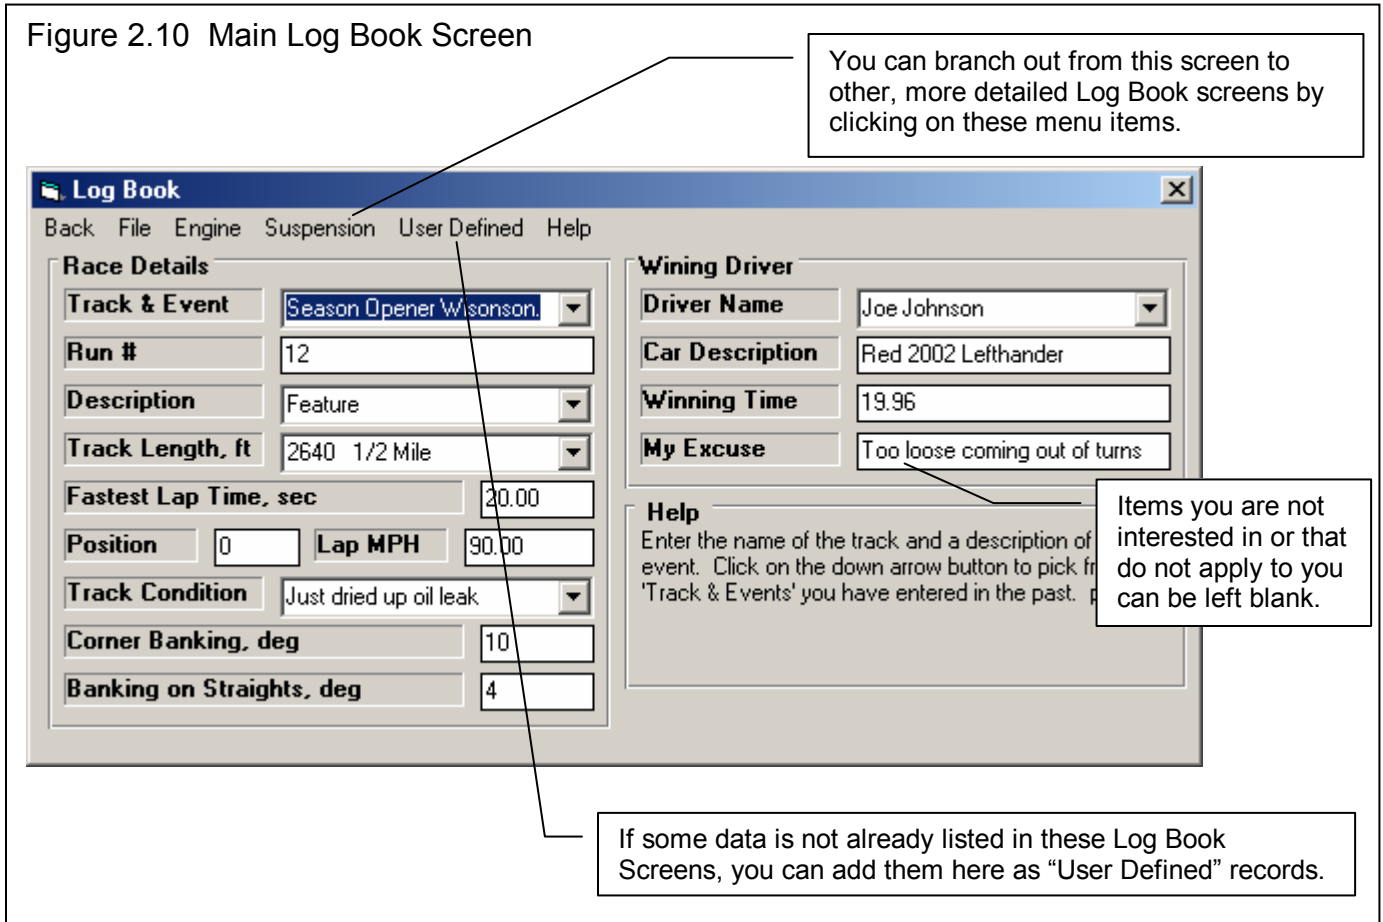 Figure 2.10  Main Log Book Screen
You can branch out from this screen to
other, more detailed Log Book screens by
clicking on these menu items.
Log Book
Back File Engine Suspension User Defined Help
Race Details
Track & Event Season Opener Wisonson.
Run # 12
Description Feature
Track Length, ft 2640 1/2 Mile
Fastest Lap Time, sec 20.00
Position 0 Lap MPH 90.00
Track Condition Just dried up oil leak
Corner Banking, deg 10
Banking on Straights, deg 4
Wining Driver
Driver Name Joe Johnson
Car Description Red 2002 Lefthander
Winning Time 19.96
My Excuse Too loose coming out of turns
Help
Enter the name of the track and a description of
event. Click on the down arrow button to pick
'Track & Events' you have entered in the past.
Items you are not
interested in or that
do not apply to you
can be left blank.
If some data is not already listed in these Log Book
Screens, you can add them here as “User Defined” records.